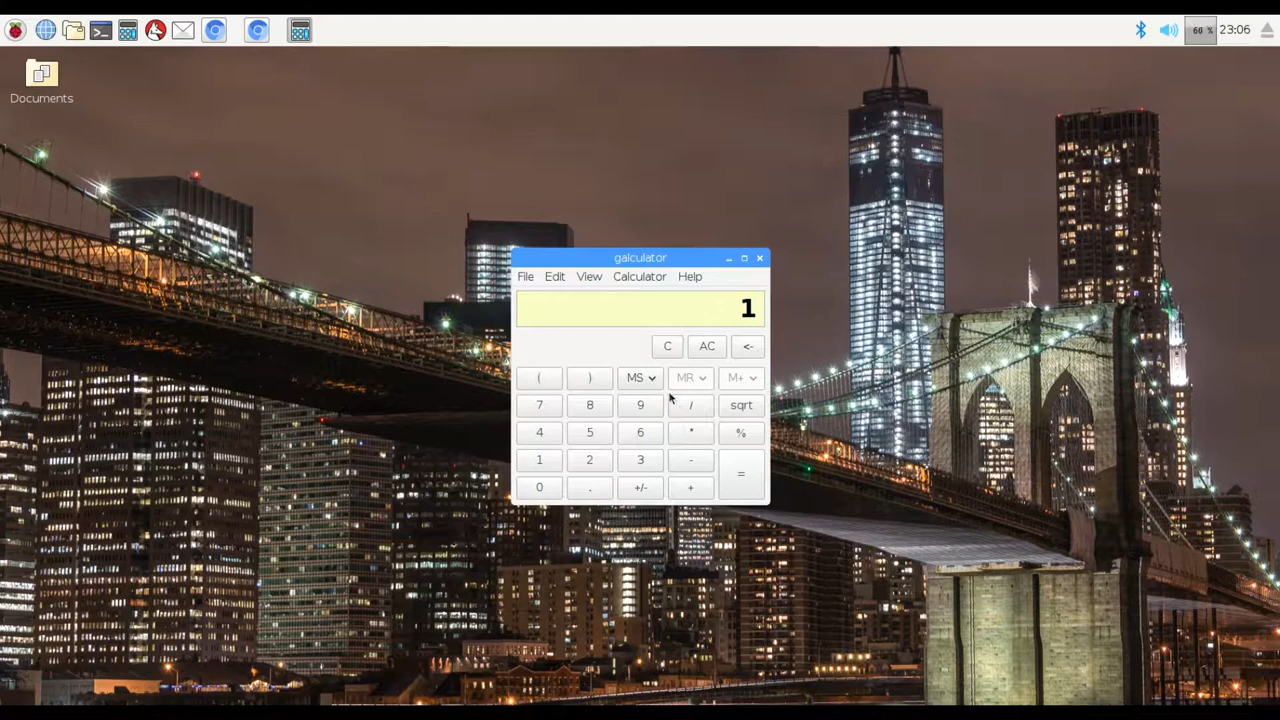 60 % 23:06
Documents
galculator
File Edit View Calculator Help
1
C AC <-
( ) MS MR M+
7 8 9 / sqrt
4 5 6 * %
1 2 3 - =
0 . +/- +